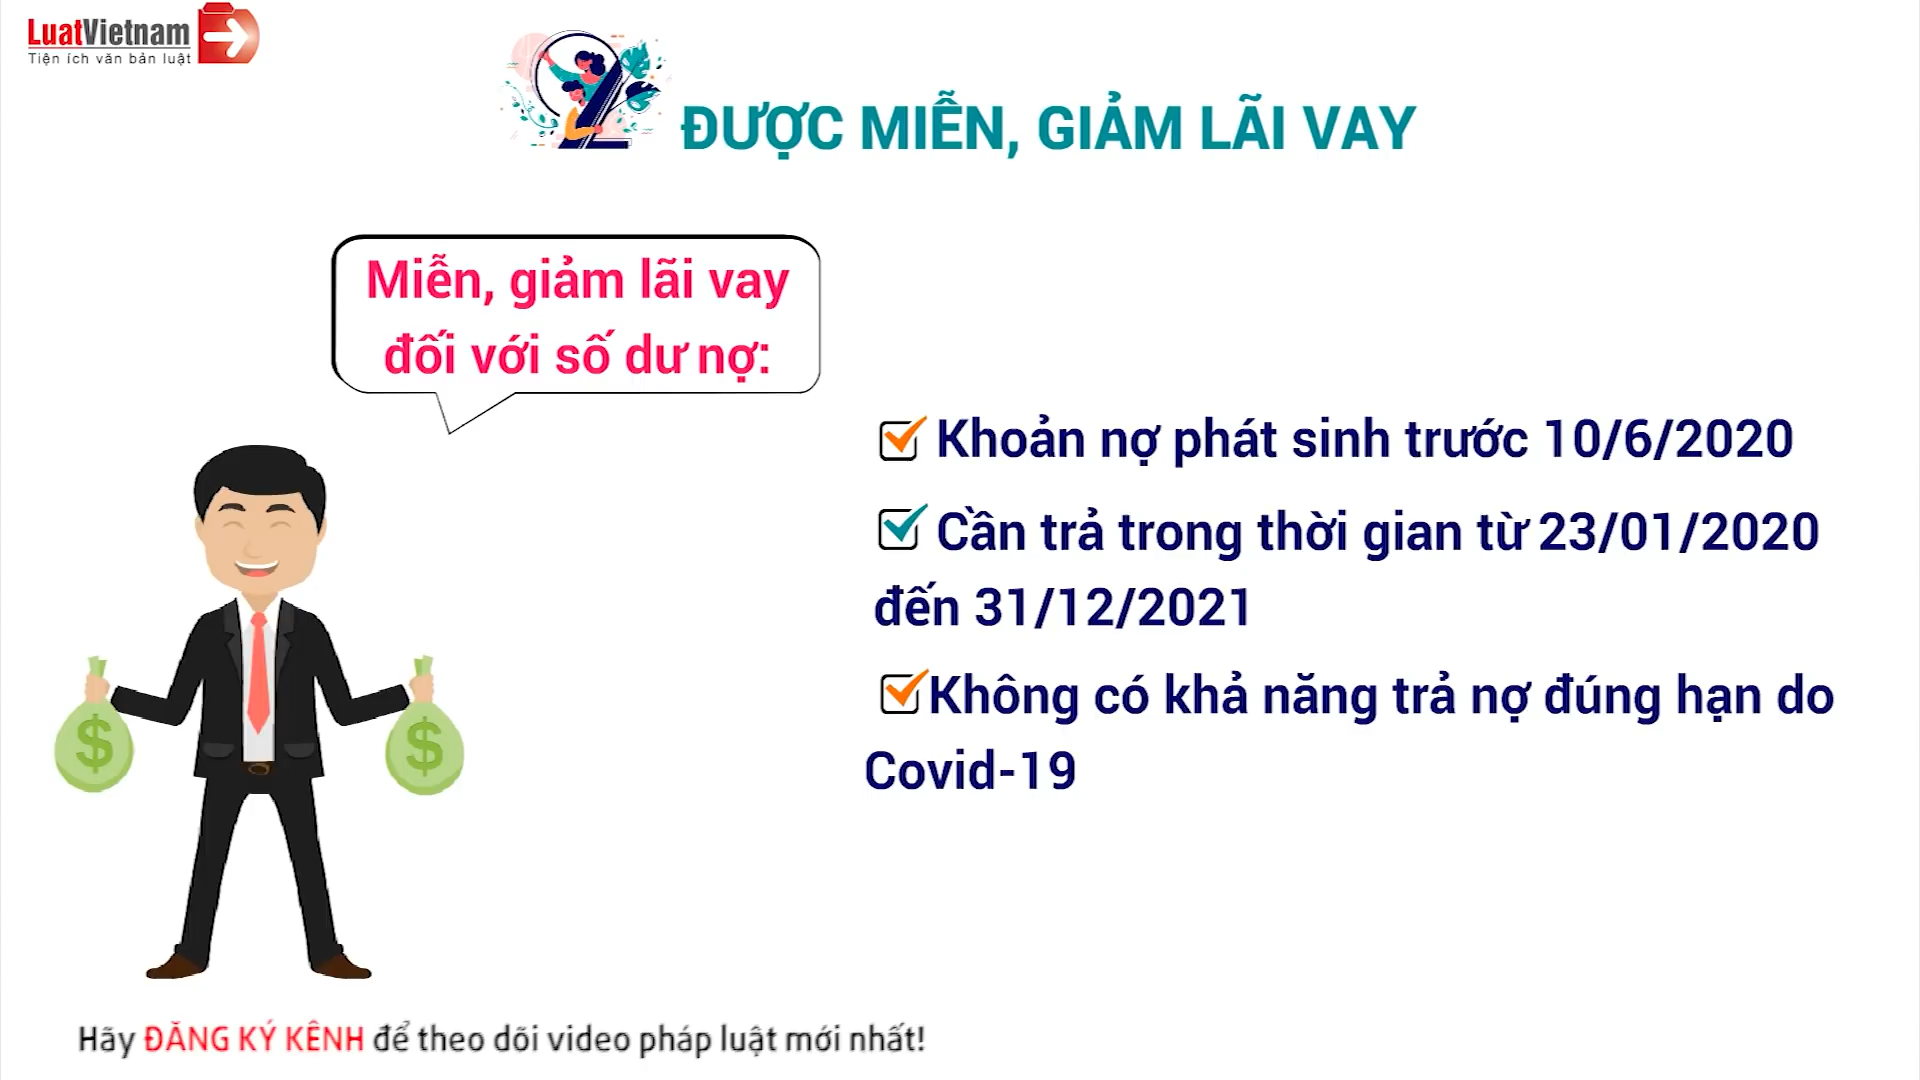 LuatVietnam
Tiện ích văn bản luật
2 ĐƯỢC MIỄN, GIẢM LÃI VAY
Miễn, giảm lãi vay
đối với số dư nợ:
Khoản nợ phát sinh trước 10/6/2020
Cần trả trong thời gian từ 23/01/2020
đến 31/12/2021
Không có khả năng trả nợ đúng hạn do
Covid-19
$ $
Hãy ĐĂNG KÝ KÊNH để theo dõi video pháp luật mới nhất!